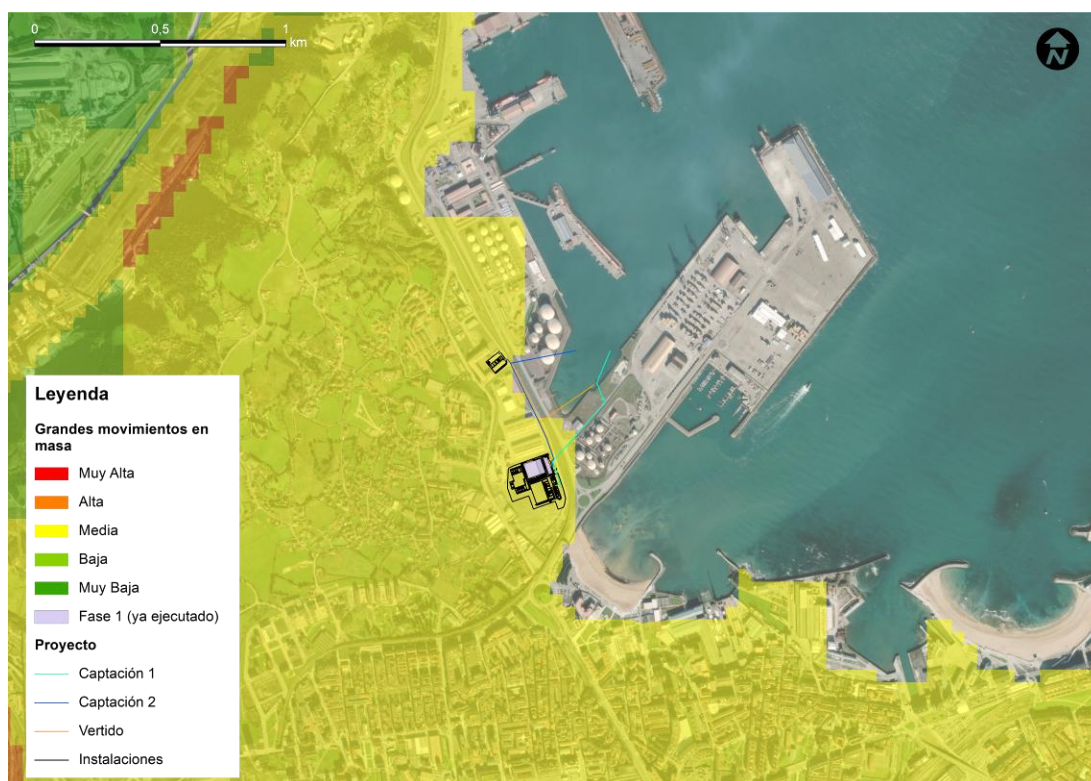 0
0,5
1
km
N
Leyenda
Grandes movimientos en
masa
Muy Alta
Alta
Media
Baja
Muy Baja
Fase 1 (ya ejecutado)
Proyecto
Captación 1
Captación 2
Vertido
Instalaciones